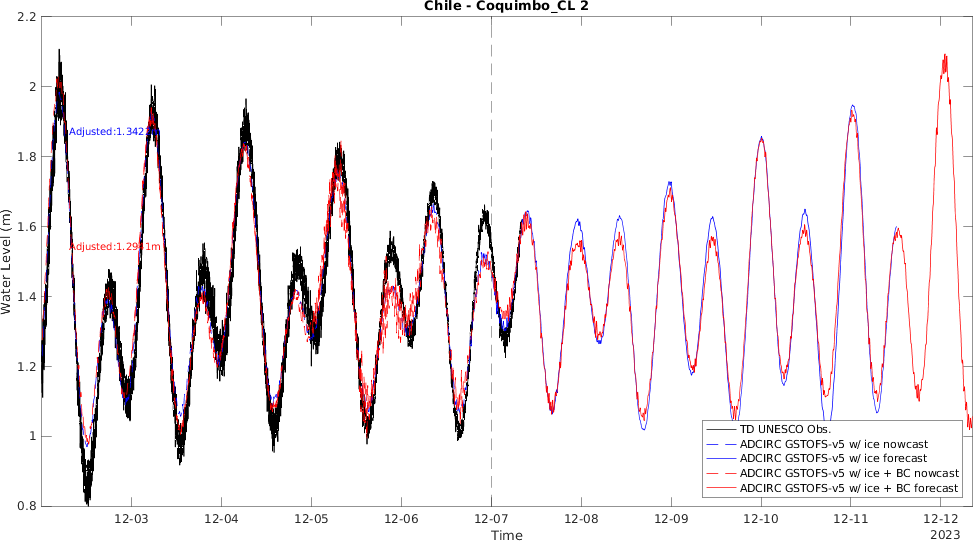 Chile - Coquimbo_CL 2
2.2
2
1.8
1.6
1.4
1.2
1
0.8
Water Level (m)
Adjusted:1.342
TD UNESCO Obs.
ADCIRC GSTOFS-v5 w/ ice nowcast
ADCIRC GSTOFS-v5 w/ ice forecast
ADCIRC GSTOFS-v5 w/ ice + BC nowcast
ADCIRC GSTOFS-v5 w/ ice + BC forecast
12-03 12-04 12-05 12-06 12-07 12-08 12-09 12-10 12-11 12-12
2023
Time